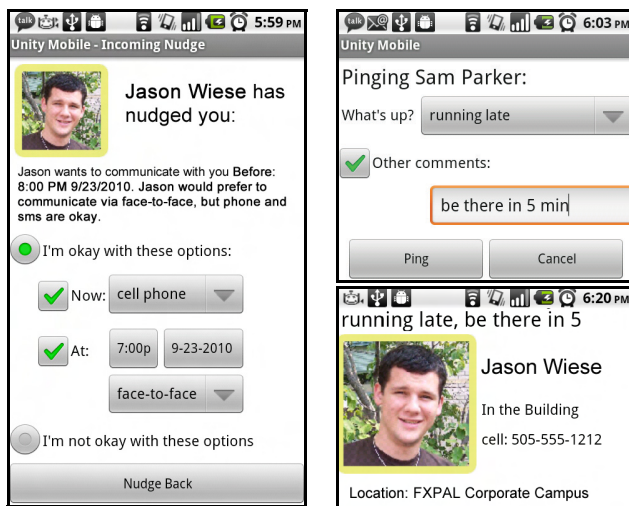 talk
5:59 PM
Unity Mobile - Incoming Nudge
Jason Wiese has
nudged you:
Jason wants to communicate with you Before:
8:00 PM 9/23/2010. Jason would prefer to
communicate via face-to-face, but phone and
sms are okay.
I'm okay with these options:
Now: cell phone
At: 7:00p 9-23-2010
face-to-face
I'm not okay with these options
Nudge Back
talk
6:03 PM
Unity Mobile
Pinging Sam Parker:
What's up? running late
Other comments:
be there in 5 min
Ping Cancel
6:20 PM
running late, be there in 5
Jason Wiese
In the Building
cell: 505-555-1212
Location: FXPAL Corporate Campus